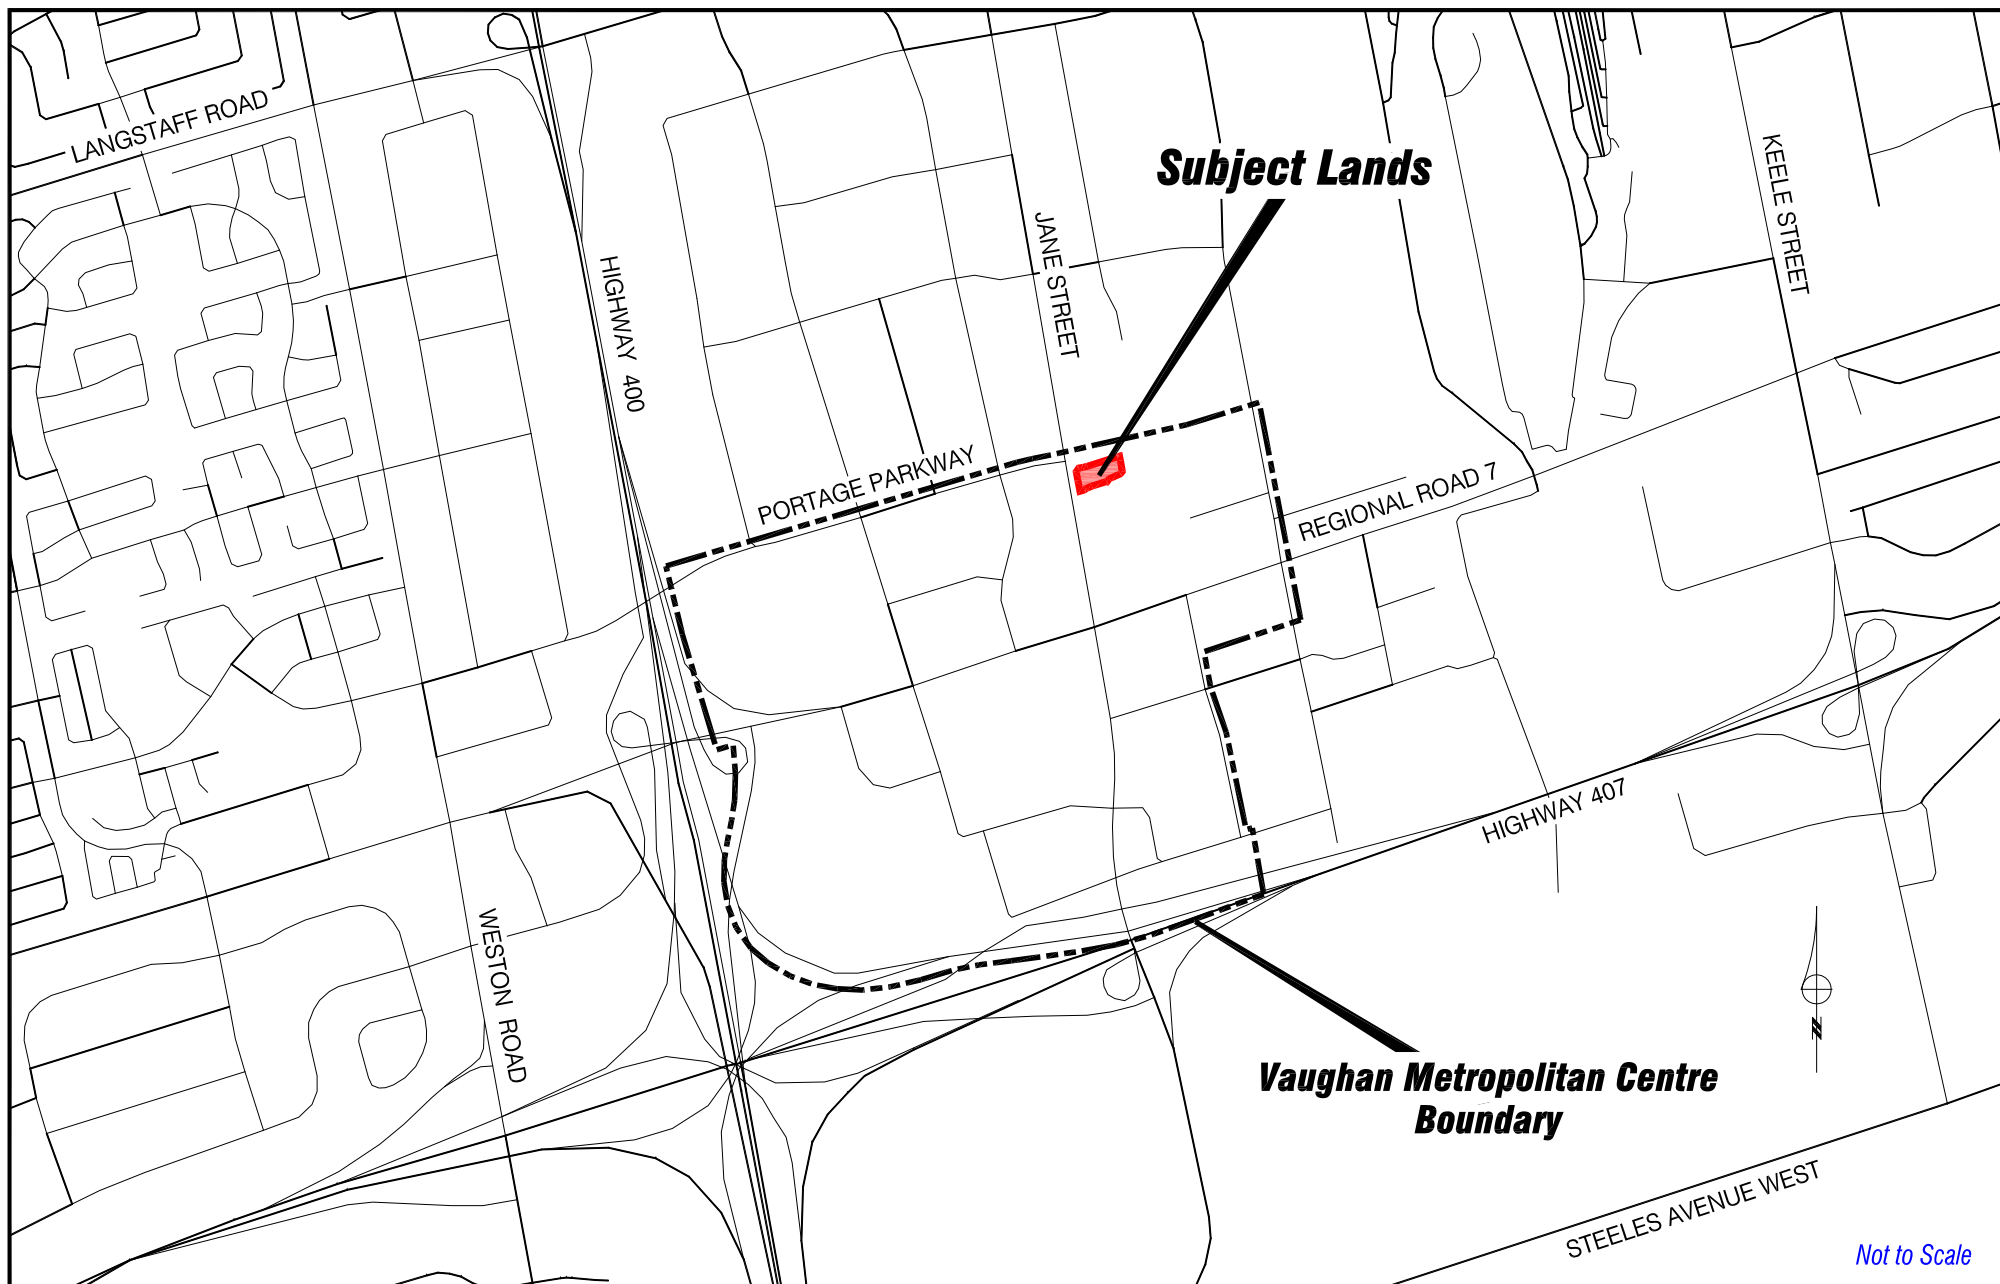 LANGSTAFF ROAD
Subject Lands
KEELE STREET
JANE STREET
HIGHWAY 400
PORTAGE PARKWAY
REGIONAL ROAD 7
HIGHWAY 407
WESTON ROAD
N
Vaughan Metropolitan Centre
Boundary
STEELES AVENUE WEST
Not to Scale